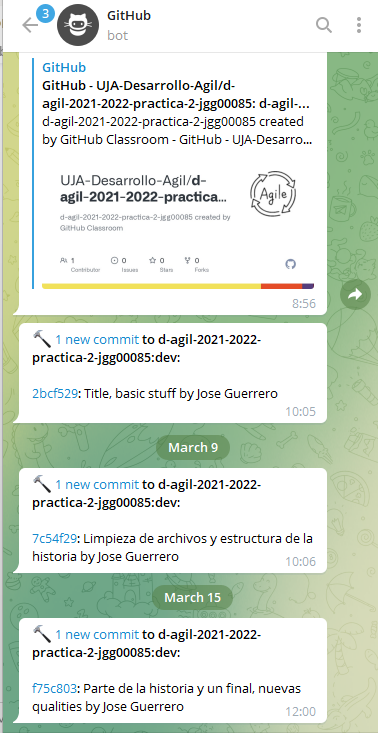 3
GitHub
bot
GitHub
GitHub - UJA-Desarrollo-Agil/d-
agil-2021-2022-practica-2-jgg00085: d-agil-...
d-agil-2021-2022-practica-2-jgg00085 created
by GitHub Classroom - GitHub - UJA-Desarro...
UJA-Desarrollo-Agil/d-
agil-2021-2022-practica...
Agile
d-agil-2021-2022-practica-2-jgg00085 created by
GitHub Classroom
1
Contributor
0
Issues
0
Stars
0
Forks
8:56
1 new commit to d-agil-2021-2022-
practica-2-jgg00085:dev:
2bcf529: Title, basic stuff by Jose Guerrero
10:05
March 9
1 new commit to d-agil-2021-2022-
practica-2-jgg00085:dev:
7c54f29: Limpieza de archivos y estructura de la
historia by Jose Guerrero
10:06
March 15
1 new commit to d-agil-2021-2022-
practica-2-jgg00085:dev:
f75c803: Parte de la historia y un final, nuevas
qualities by Jose Guerrero
12:00